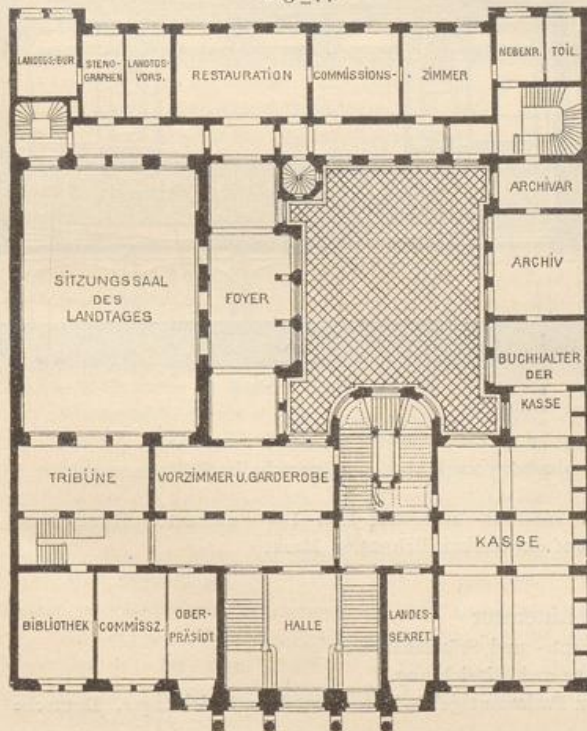 LANDESS.-BUR.
STENO-
GRAPHEN
LANDTGS-
VORS.
RESTAURATION
COMMISSIONS-
ZIMMER
NEBENR.
TOIL.
ARCHIVAR
SITZUNGSSAAL
DES
LANDTAGES
FOYER
ARCHIV
BUCHHALTER
DER
KASSE
TRIBÜNE
VORZIMMER U. GARDEROBE
KASSE
BIBLIOTHEK
COMMISSZ.
OBER-
PRÄSIDT.
HALLE
LANDES-
SEKRET.